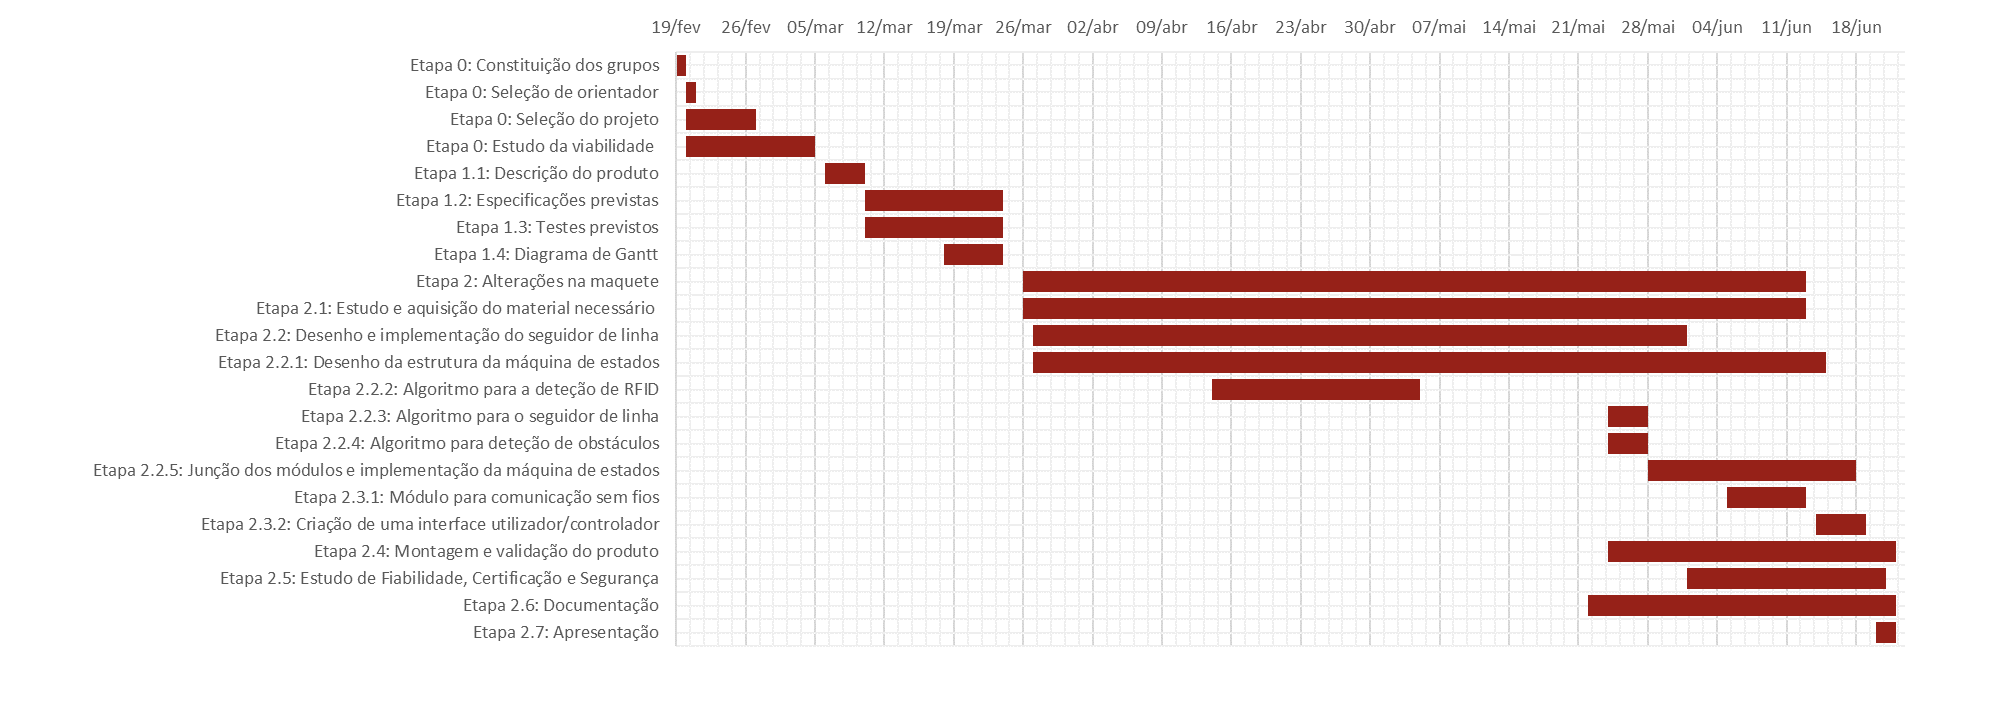 19/fev 26/fev 05/mar 12/mar 19/mar 26/mar 02/abr 09/abr 16/abr 23/abr 30/abr 07/mai 14/mai 21/mai 28/mai 04/jun 11/jun 18/jun
Etapa 0: Constituição dos grupos
Etapa 0: Seleção de orientador
Etapa 0: Seleção do projeto
Etapa 0: Estudo da viabilidade
Etapa 1.1: Descrição do produto
Etapa 1.2: Especificações previstas
Etapa 1.3: Testes previstos
Etapa 1.4: Diagrama de Gantt
Etapa 2: Alterações na maquete
Etapa 2.1: Estudo e aquisição do material necessário
Etapa 2.2: Desenho e implementação do seguidor de linha
Etapa 2.2.1: Desenho da estrutura da máquina de estados
Etapa 2.2.2: Algoritmo para a deteção de RFID
Etapa 2.2.3: Algoritmo para o seguidor de linha
Etapa 2.2.4: Algoritmo para deteção de obstáculos
Etapa 2.2.5: Junção dos módulos e implementação da máquina de estados
Etapa 2.3.1: Módulo para comunicação sem fios
Etapa 2.3.2: Criação de uma interface utilizador/controlador
Etapa 2.4: Montagem e validação do produto
Etapa 2.5: Estudo de Fiabilidade, Certificação e Segurança
Etapa 2.6: Documentação
Etapa 2.7: Apresentação